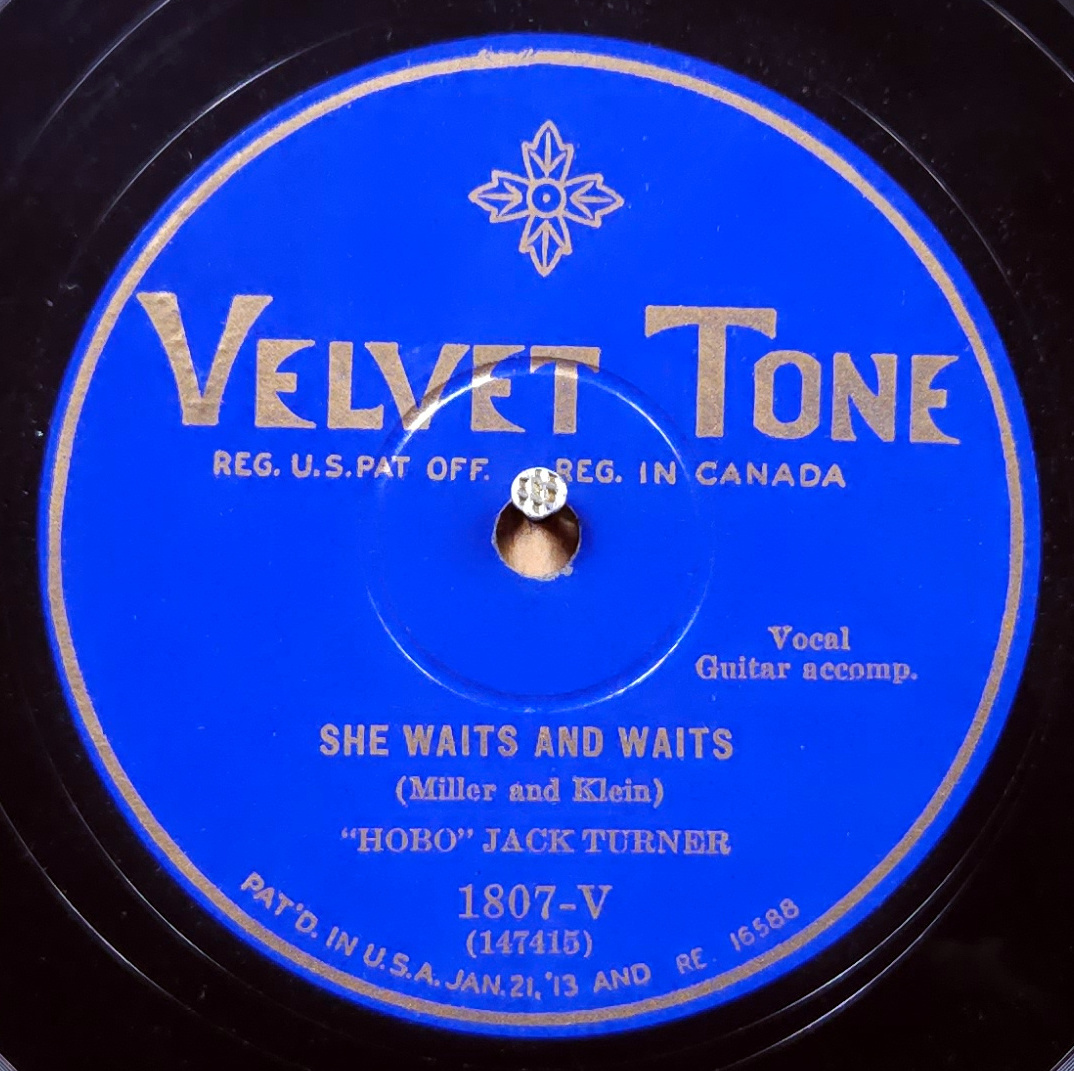 VELVET TONE
REG. U.S. PAT OFF. REG. IN CANADA
Vocal
Guitar accomp.
SHE WAITS AND WAITS
(Miller and Klein)
"HOBO" JACK TURNER
1807-V
(147415)
PAT'D. IN U.S.A. JAN. 21, '13 AND RE. 16588